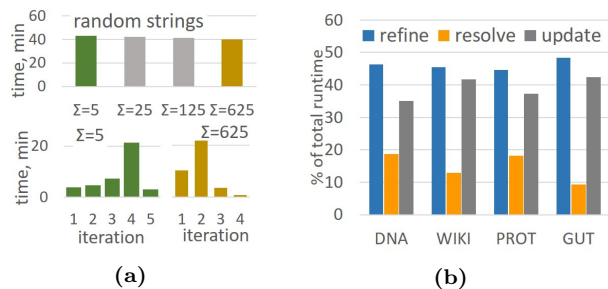 random strings
time, min
60
40
20
0
Σ=5 Σ=25 Σ=125 Σ=625
time, min
20
0
Σ=5
Σ=625
1 2 3 4 5
iteration
1 2 3 4
iteration
(a)
refine resolve update
% of total runtime
60
50
40
30
20
10
0
DNA WIKI PROT GUT
(b)